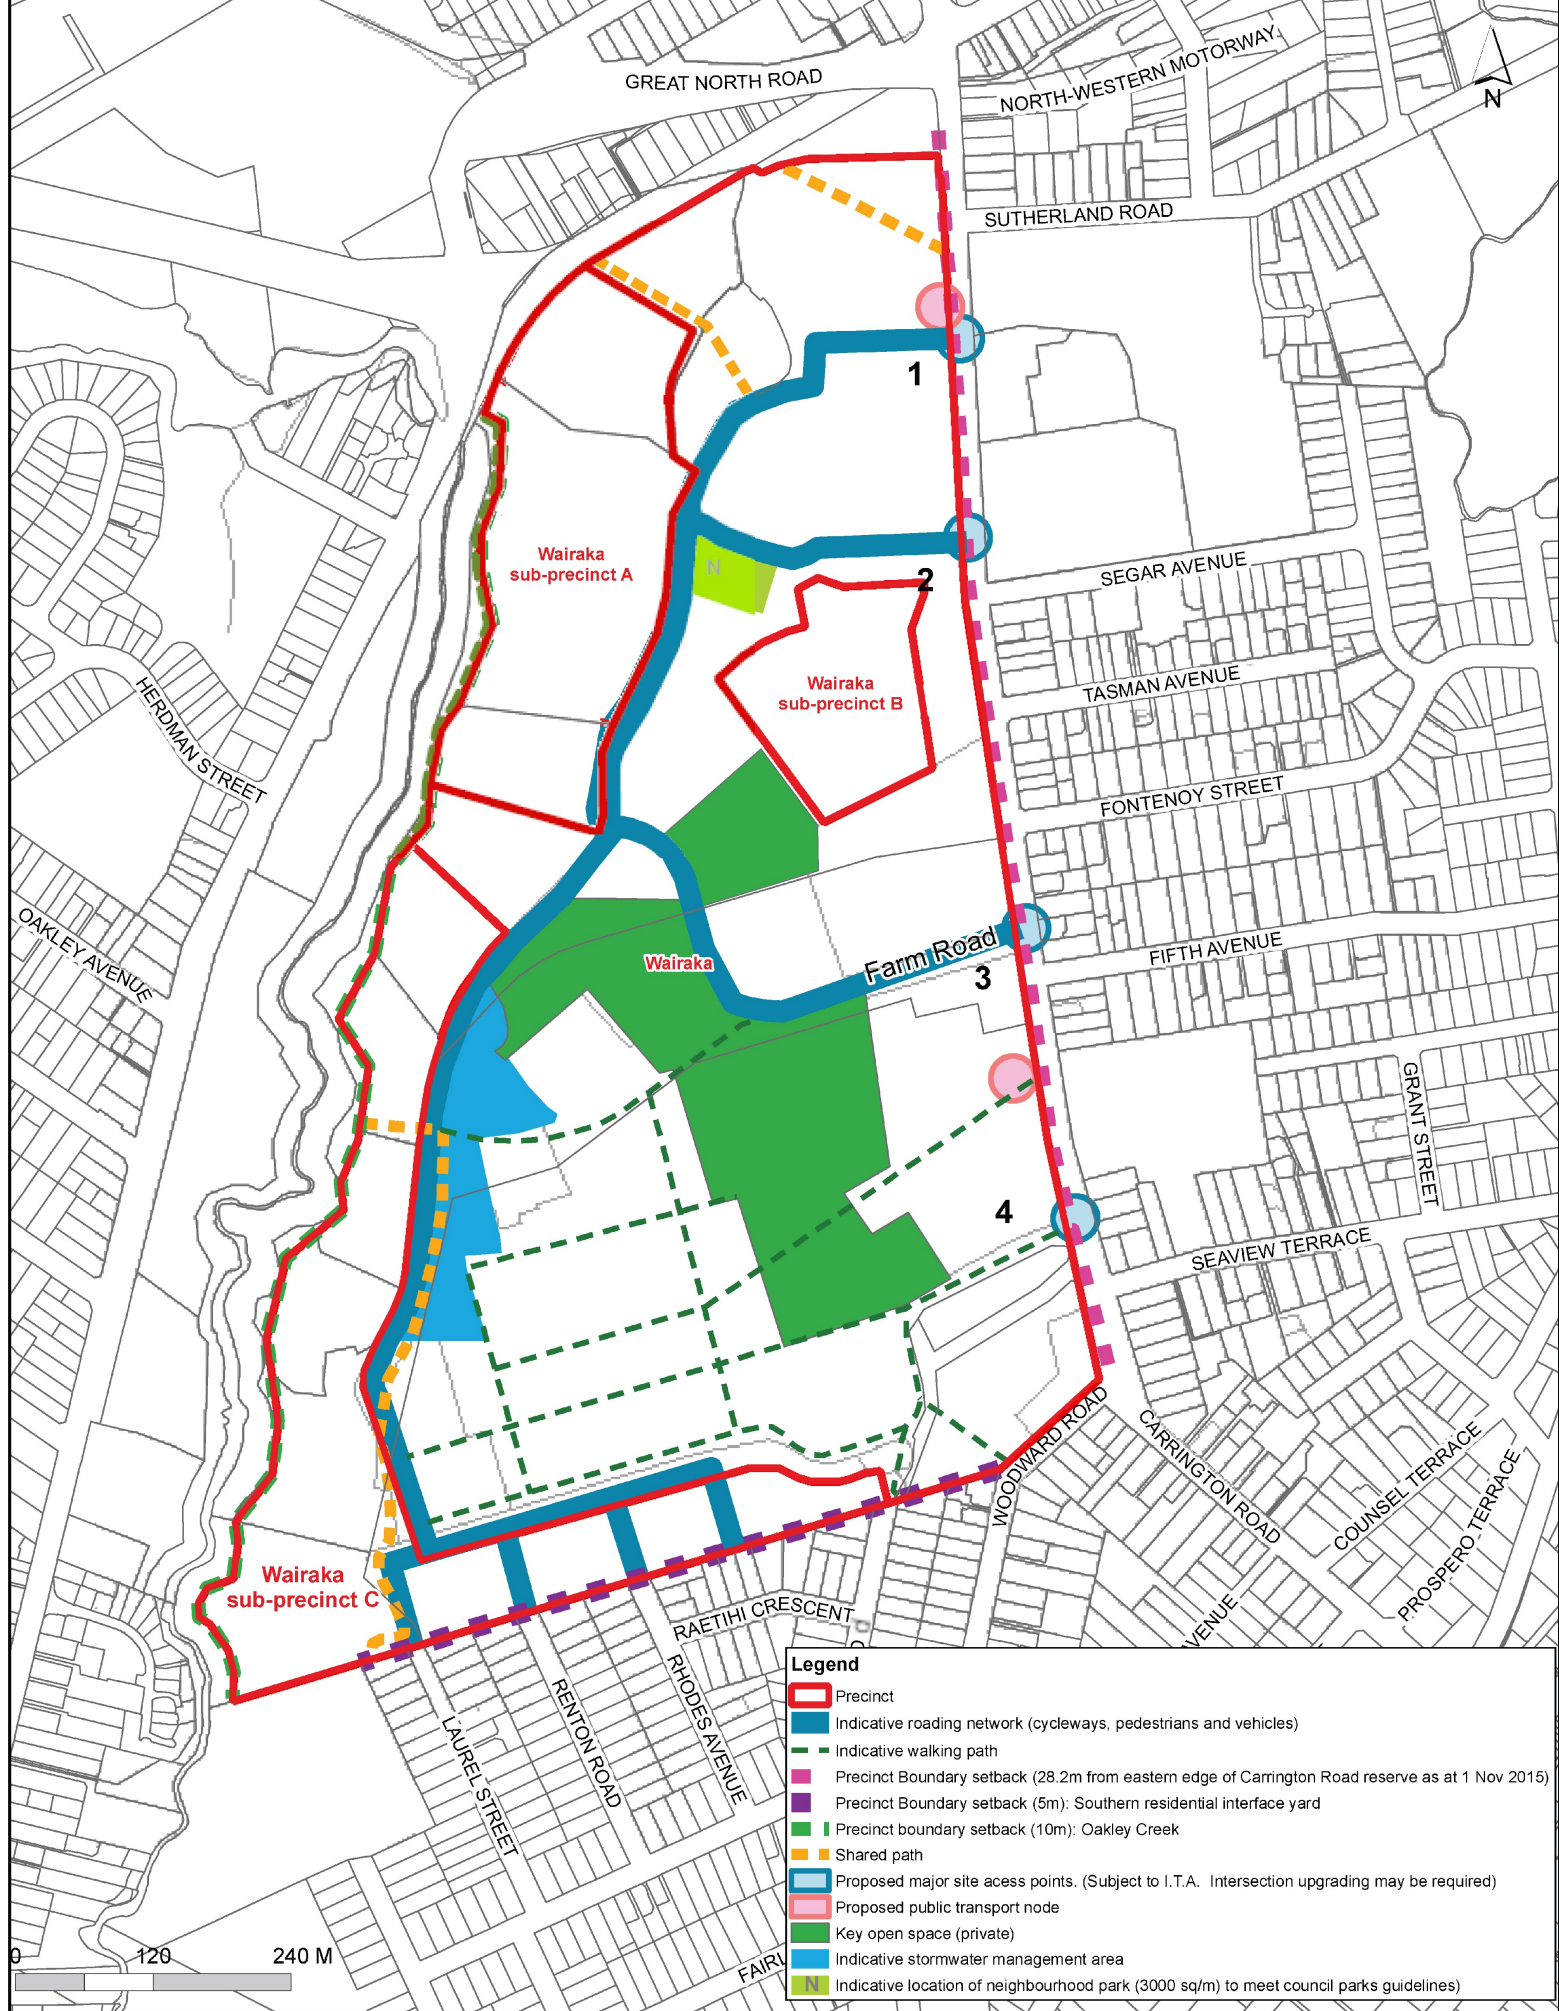 GREAT NORTH ROAD
NORTH-WESTERN MOTORWAY
N
SUTHERLAND ROAD
1
Wairaka
sub-precinct A
N
2
SEGAR AVENUE
Wairaka
sub-precinct B
TASMAN AVENUE
HERDMAN STREET
FONTENOY STREET
OAKLEY AVENUE
Wairaka
Farm Road
3
FIFTH AVENUE
GRANT STREET
4
SEAVIEW TERRACE
WOODWARD ROAD
CARRINGTON ROAD
COUNSEL TERRACE
PROSPERO TERRACE
Wairaka
sub-precinct C
RAETIHI CRESCENT
VENUE
LAUREL STREET
RENTON ROAD
RHODES AVENUE
FAIRL
0 120 240 M
Legend
Precinct
Indicative roading network (cycleways, pedestrians and vehicles)
Indicative walking path
Precinct Boundary setback (28.2m from eastern edge of Carrington Road reserve as at 1 Nov 2015)
Precinct Boundary setback (5m): Southern residential interface yard
Precinct boundary setback (10m): Oakley Creek
Shared path
Proposed major site acess points. (Subject to I.T.A. Intersection upgrading may be required)
Proposed public transport node
Key open space (private)
Indicative stormwater management area
N Indicative location of neighbourhood park (3000 sq/m) to meet council parks guidelines)